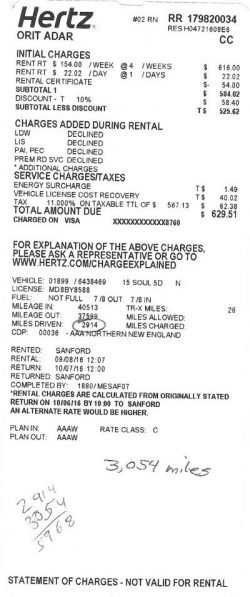 Hertz #02 RN RR 179820034
ORIT ADAR RES H04721608E6
CC
INITIAL CHARGES
RENT RT $ 154.00 /WEEK @ 4 / WEEKS $ 616.00
RENT RT $ 22.02 / DAY @ 1 / DAYS $ 22.02
RENTAL CERTIFICATE $ -54.00
SUBTOTAL 1 $ 584.02
DISCOUNT - T 10% $ 58.40
SUBTOTAL LESS DISCOUNT T$ 525.62
CHARGES ADDED DURING RENTAL
LDW DECLINED
LIS DECLINED
PAI, PEC DECLINED
PREM RD SVC DECLINED
* ADDITIONAL CHARGES
SERVICE CHARGES/TAXES
ENERGY SURCHARGE T$ 1.49
VEHICLE LICENSE COST RECOVERY T$ 40.02
TAX 11.000% ON TAXABLE TTL OF $ 567.13 $ 62.38
TOTAL AMOUNT DUE $ 629.51
CHARGED ON VISA XXXXXXXXXXXX8760
FOR EXPLANATION OF THE ABOVE CHARGES,
PLEASE ASK A REPRESENTATIVE OR GO TO
WWW.HERTZ.COM/CHARGEEXPLAINED
VEHICLE: 01899 / 6438469 15 SOUL 5D N
LICENSE: MD8BY8588
FUEL: NOT FULL 7/8 OUT 7/8 IN
MILEAGE IN: 40513 TR-X MILES: 26
MILEAGE OUT: 37599 MILES ALLOWED:
MILES DRIVEN: 2914 MILES CHARGED:
CDP: 00036 - AAA NORTHERN NEW ENGLAND
RENTED: SANFORD
RENTAL: 09/08/16 12:07
RETURN: 10/07/16 12:00
RETURNED: SANFORD
COMPLETED BY: 1880/MESAF07
*RENTAL CHARGES ARE CALCULATED FROM ORIGINALLY STATED
RETURN ON 10/06/16 BY 10:00 TO SANFORD
AN ALTERNATE RATE WOULD BE HIGHER.
PLAN IN: AAAW RATE CLASS: C
PLAN OUT: AAAW
3,054 miles
2914
3054
5968
STATEMENT OF CHARGES - NOT VALID FOR RENTAL